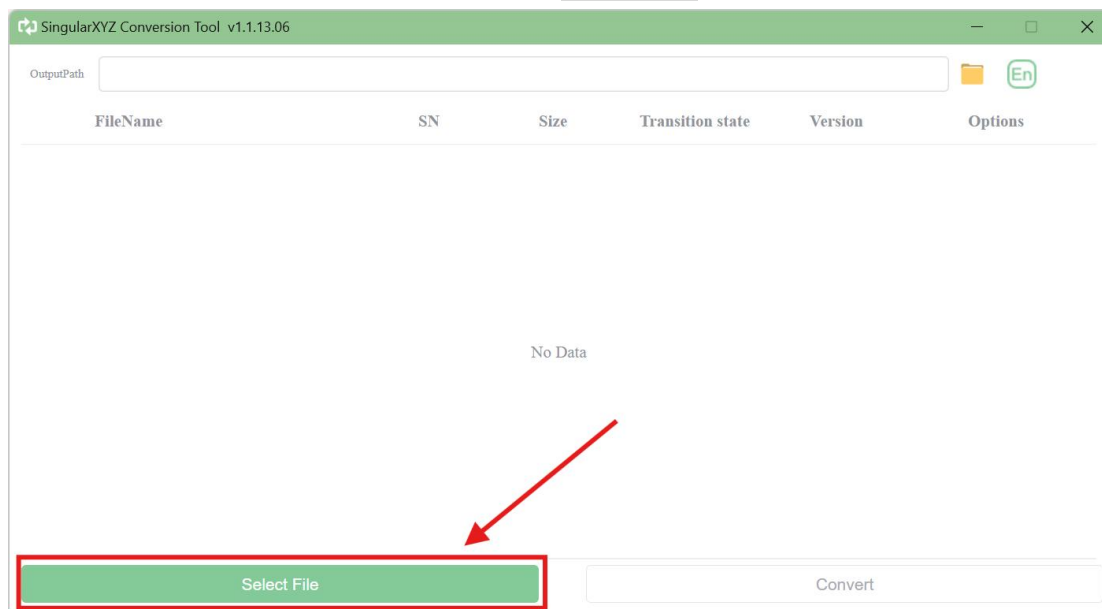 SingularXYZ Conversion Tool v1.1.13.06
OutputPath
En
FileName SN Size Transition state Version Options
No Data
Select File Convert